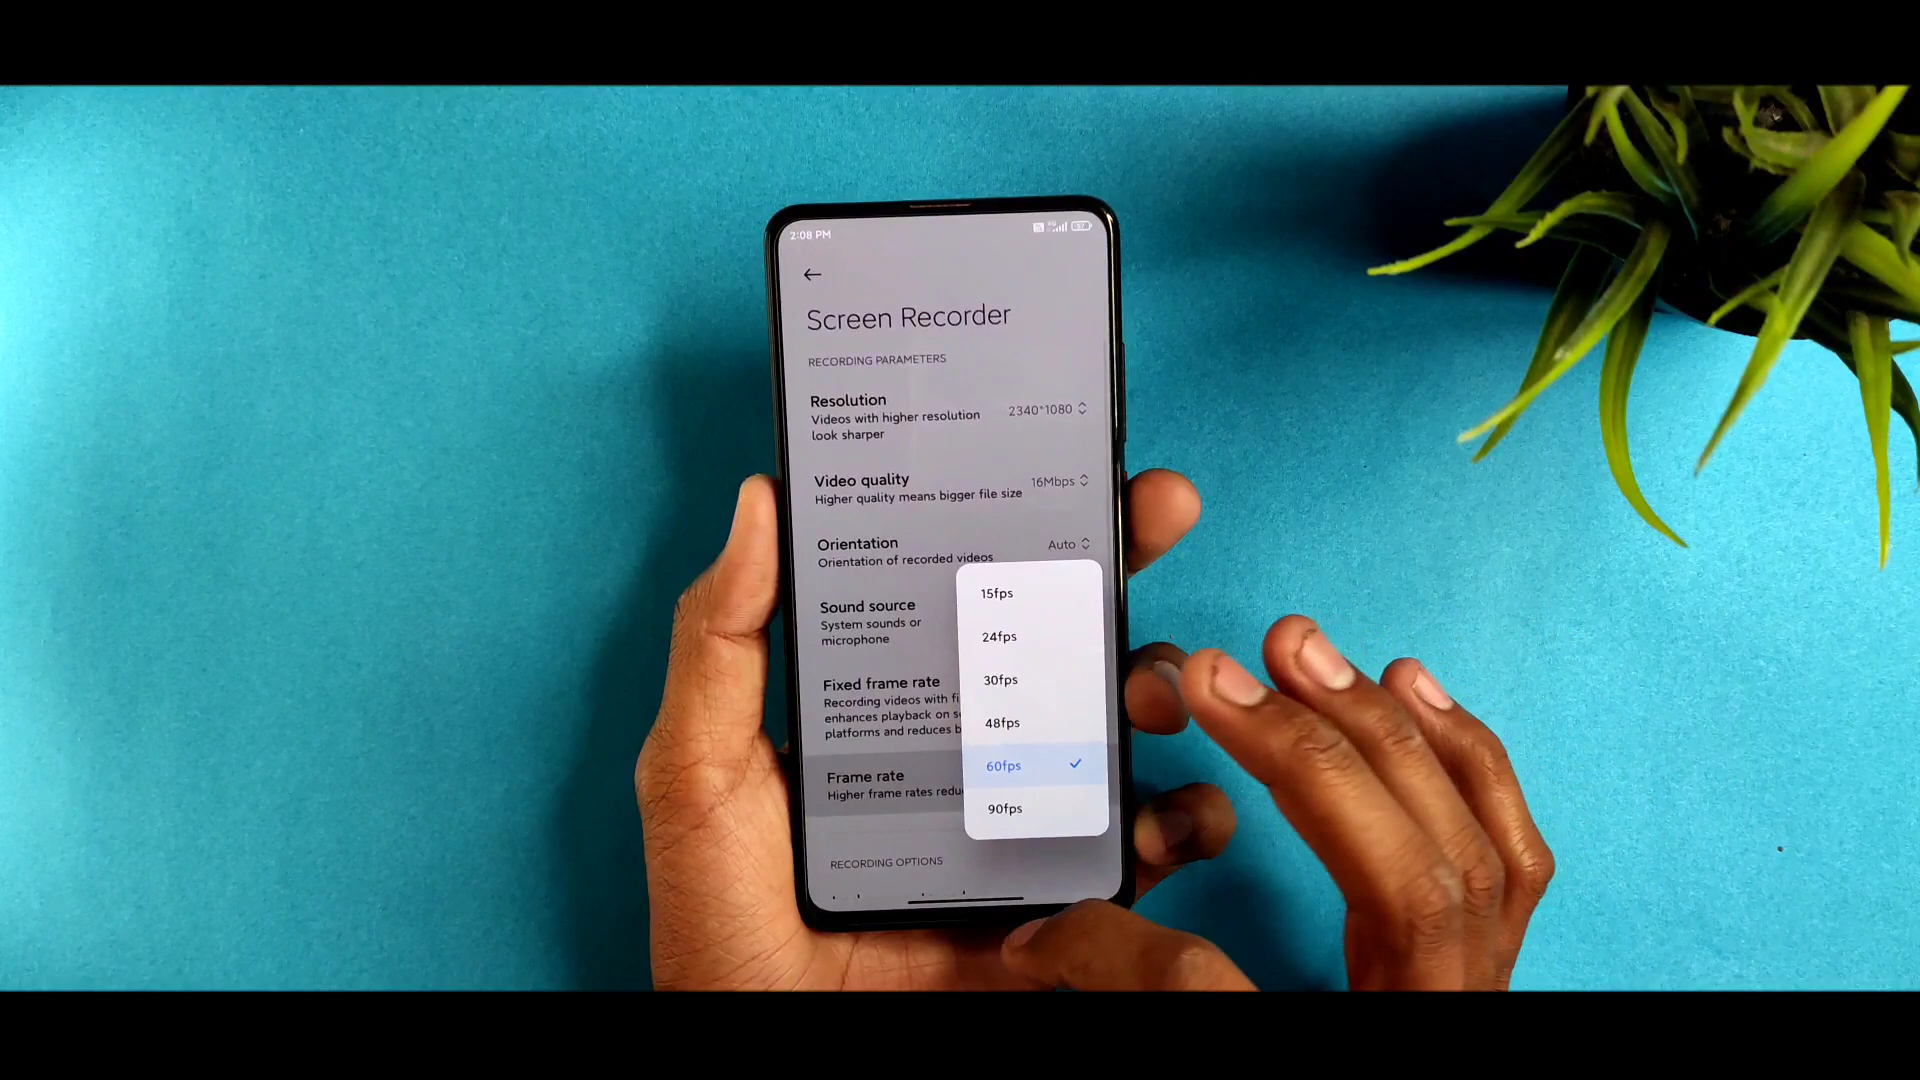 2:08 PM
Screen Recorder
RECORDING PARAMETERS
Resolution
Videos with higher resolution
look sharper
2340*1080
Video quality
Higher quality means bigger file size
16Mbps
Orientation
Orientation of recorded videos
Auto
Sound source
System sounds or
microphone
Fixed frame rate
Recording videos with
enhances playback on
platforms and reduces
Frame rate
Higher frame rates
15fps
24fps
30fps
48fps
60fps
90fps
RECORDING OPTIONS